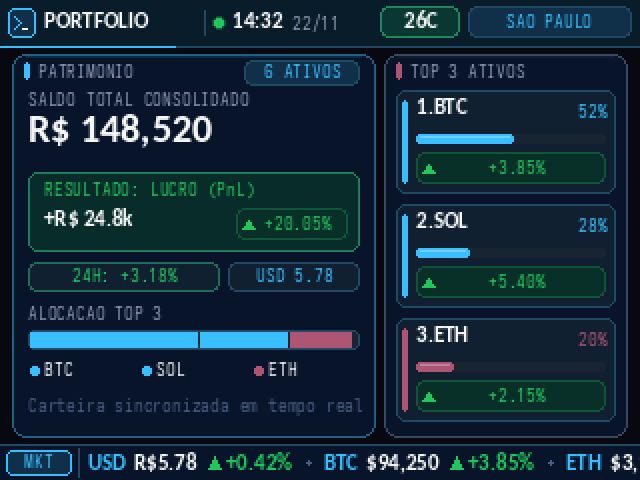 PORTFOLIO
14:32 22/11
26C
SAO PAULO
PATRIMONIO
6 ATIVOS
SALDO TOTAL CONSOLIDADO
R$ 148,520
RESULTADO: LUCRO (PnL)
+R$ 24.8k
▲ +20.05%
24H: +3.18%
USD 5.78
ALOCACAO TOP 3
BTC
SOL
ETH
Carteira sincronizada em tempo real
TOP 3 ATIVOS
1.BTC
52%
▲ +3.85%
2.SOL
28%
▲ +5.40%
3.ETH
20%
▲ +2.15%
MKT
USD R$5.78 ▲+0.42% • BTC $94,250 ▲+3.85% • ETH $3,